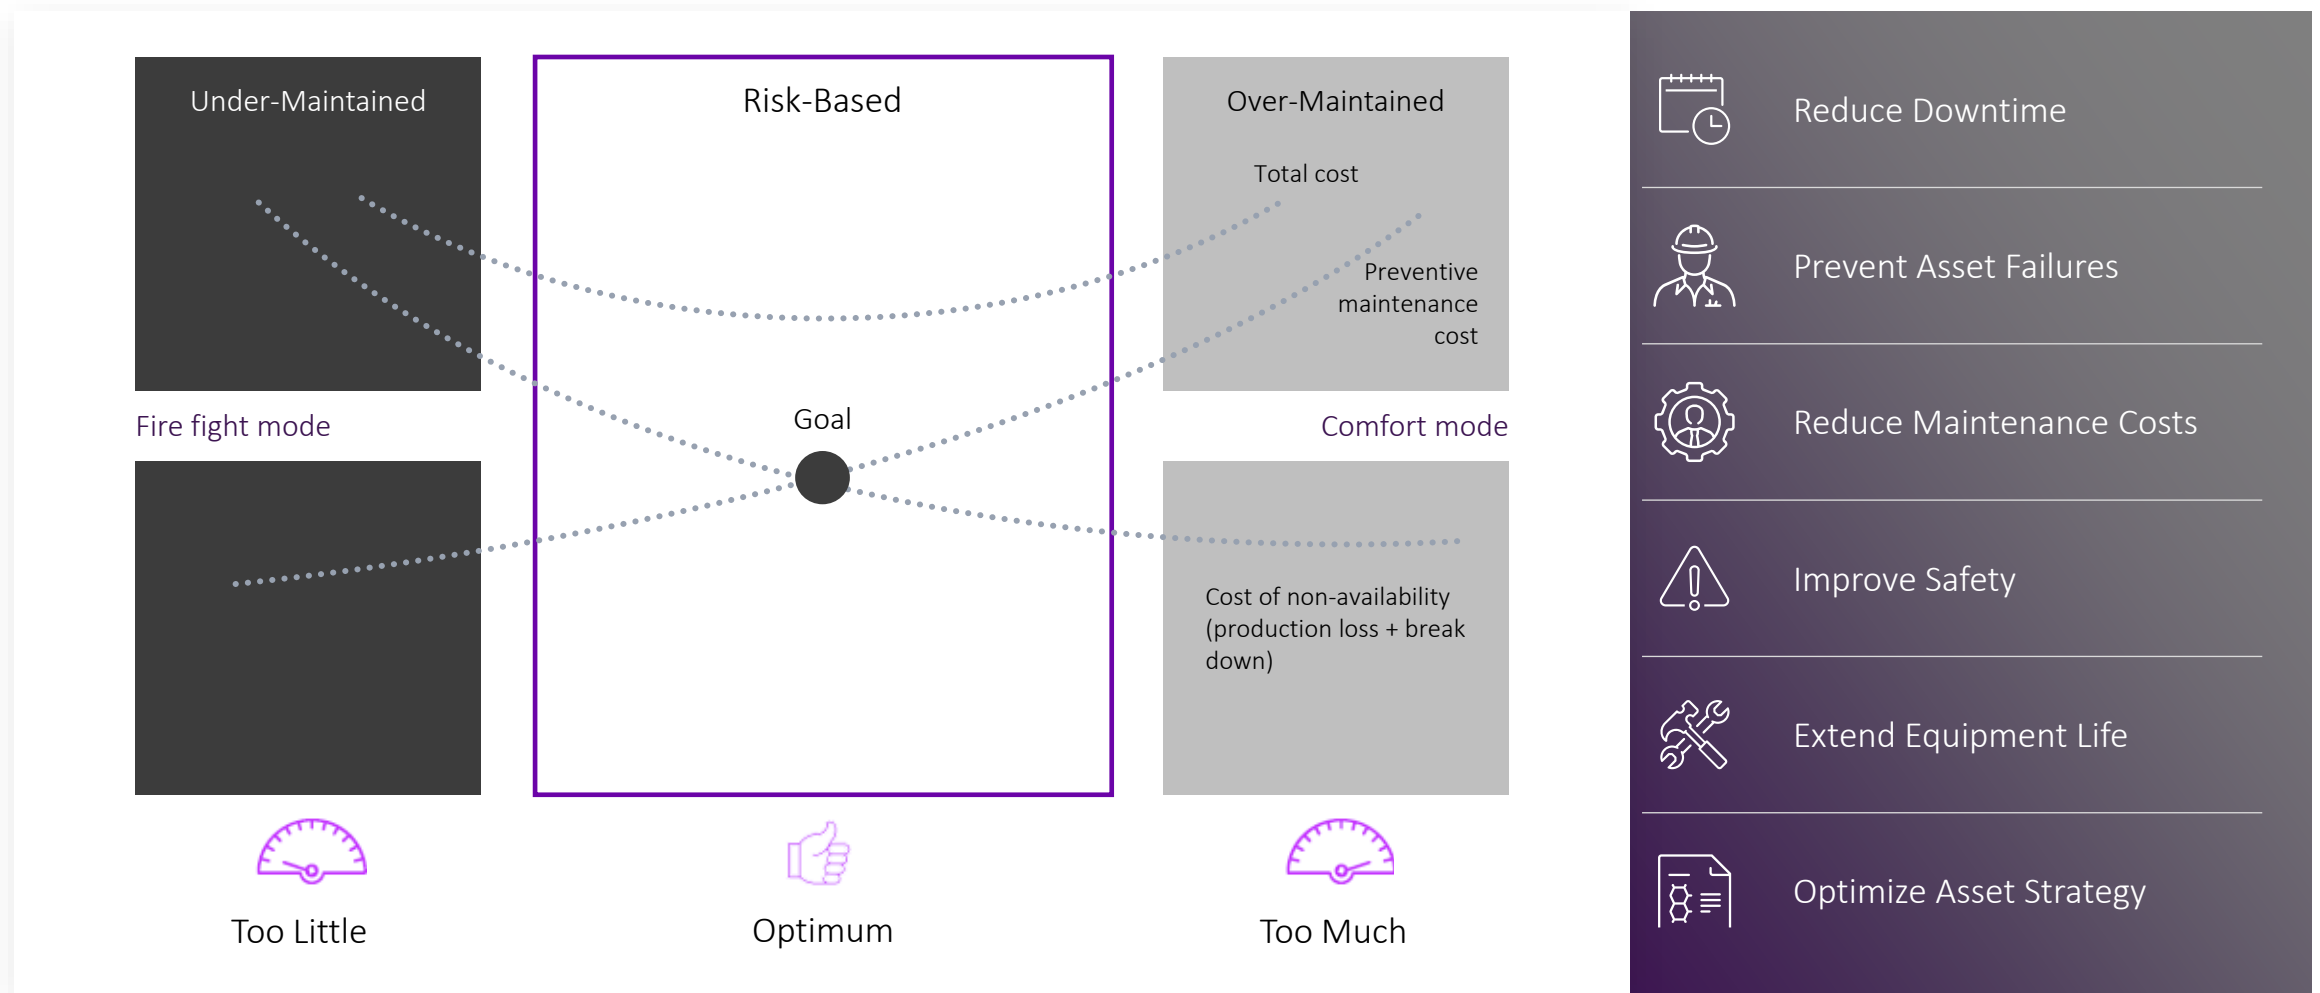 Under-Maintained
Risk-Based
Over-Maintained
Total cost
Preventive
maintenance
cost
Fire fight mode
Goal
Comfort mode
Cost of non-availability
(production loss + break
down)
Too Little
Optimum
Too Much
Reduce Downtime
Prevent Asset Failures
Reduce Maintenance Costs
Improve Safety
Extend Equipment Life
Optimize Asset Strategy